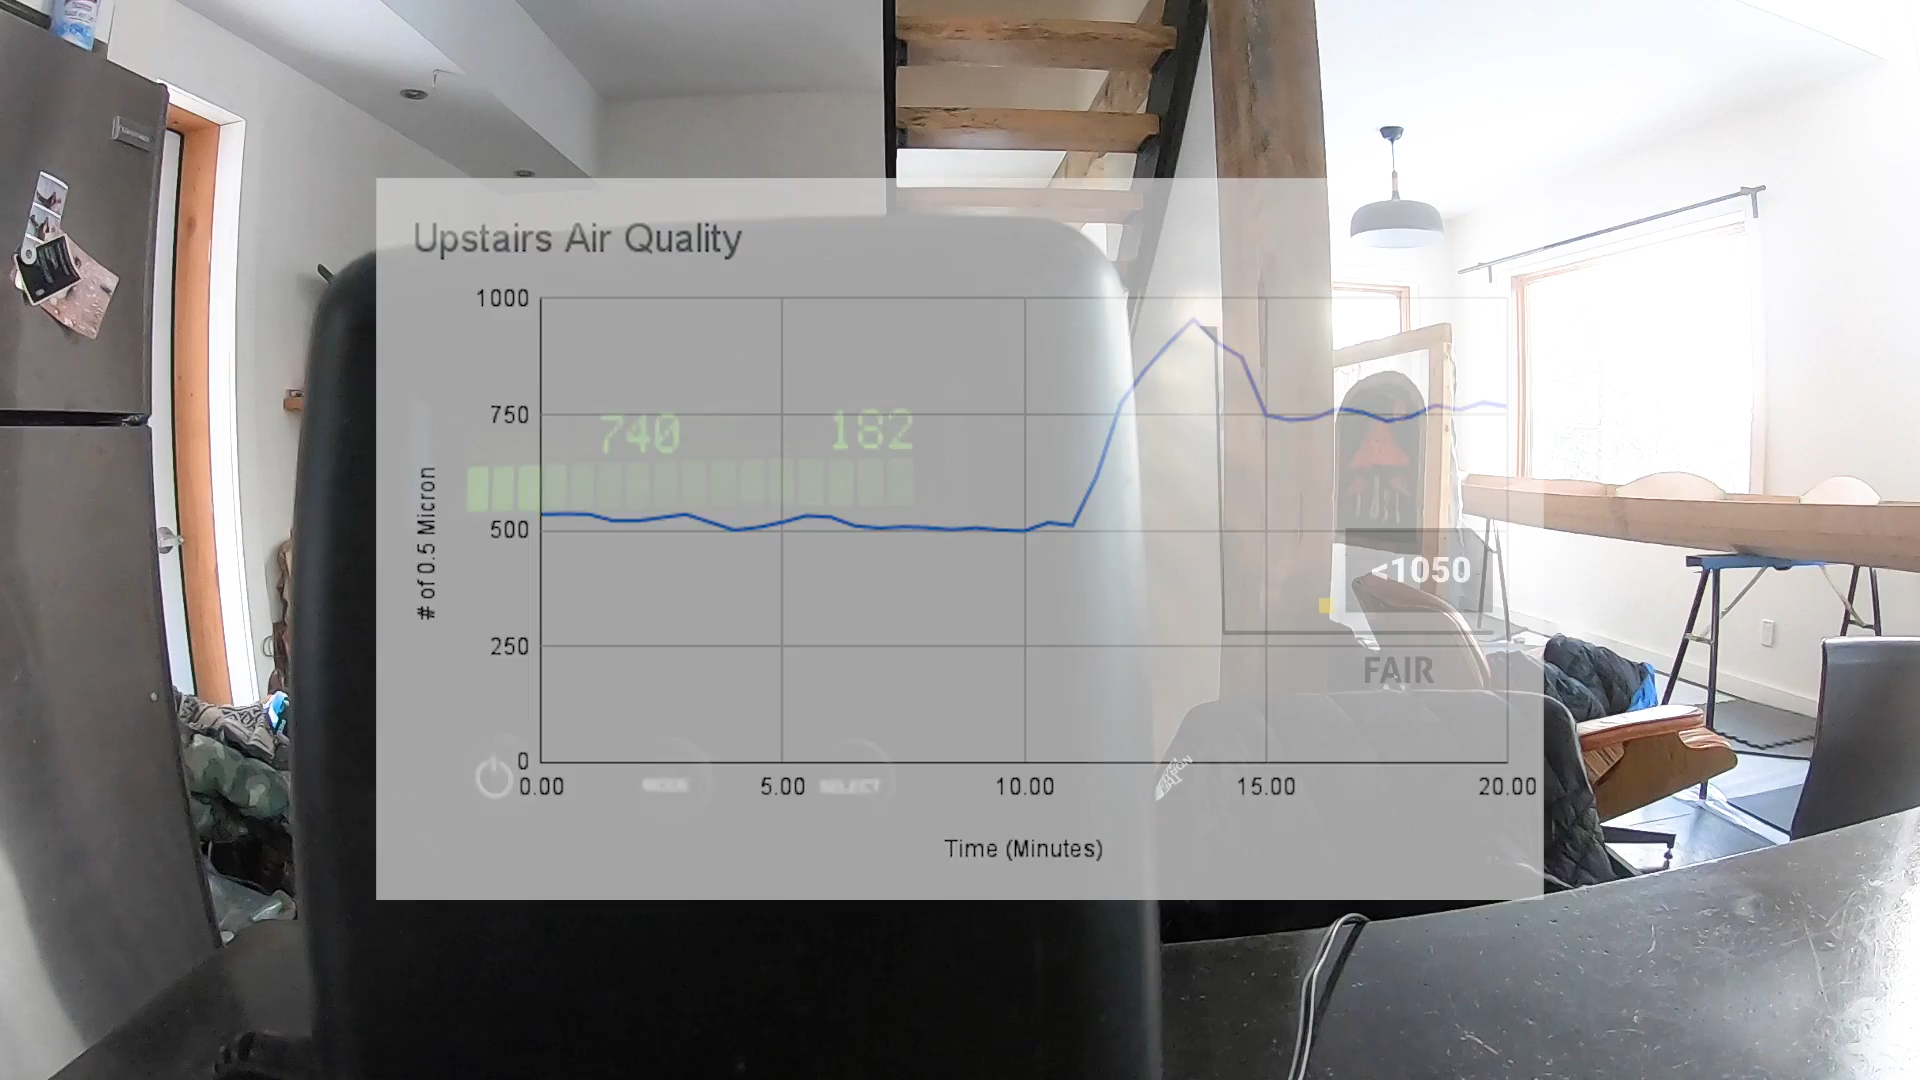 Upstairs Air Quality
1000
750
740
182
# of 0.5 Micron
500
<1050
250
FAIR
0
SELECT
0.00
5.00
10.00
15.00
20.00
Time (Minutes)